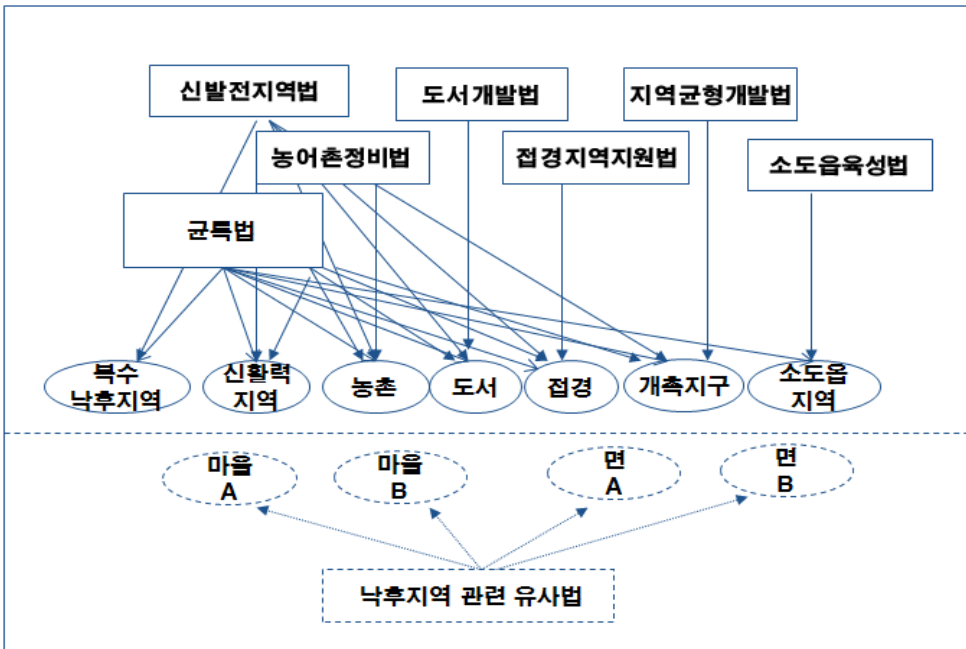 신발전지역법
도서개발법
지역균형개발법
농어촌정비법
접경지역지원법
소도읍육성법
균특법
복수
낙후지역
신활력
지역
농촌
도서
접경
개촉지구
소도읍
지역
마을
A
마을
B
면
A
면
B
낙후지역 관련 유사법